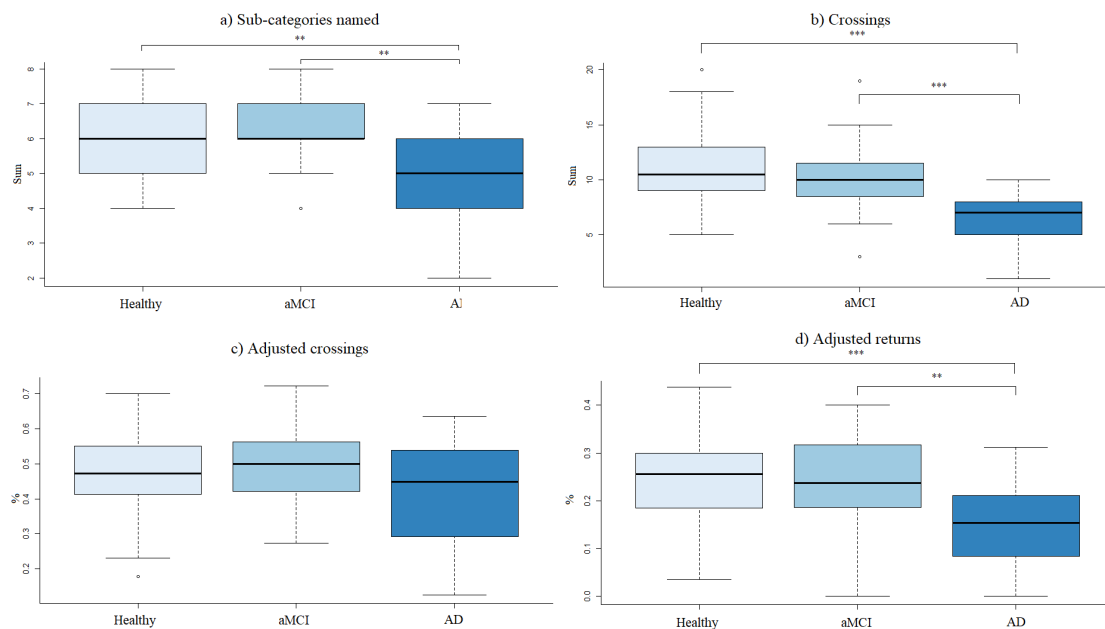 a) Sub-categories named
**
**
Sum
8
7
6
5
4
3
2
Healthy
aMCI
A
b) Crossings
***
***
Sum
20
15
10
5
Healthy
aMCI
AD
c) Adjusted crossings
%
0.7
0.6
0.5
0.4
0.3
0.2
Healthy
aMCI
AD
d) Adjusted returns
***
**
%
0.4
0.3
0.2
0.1
0.0
Healthy
aMCI
AD